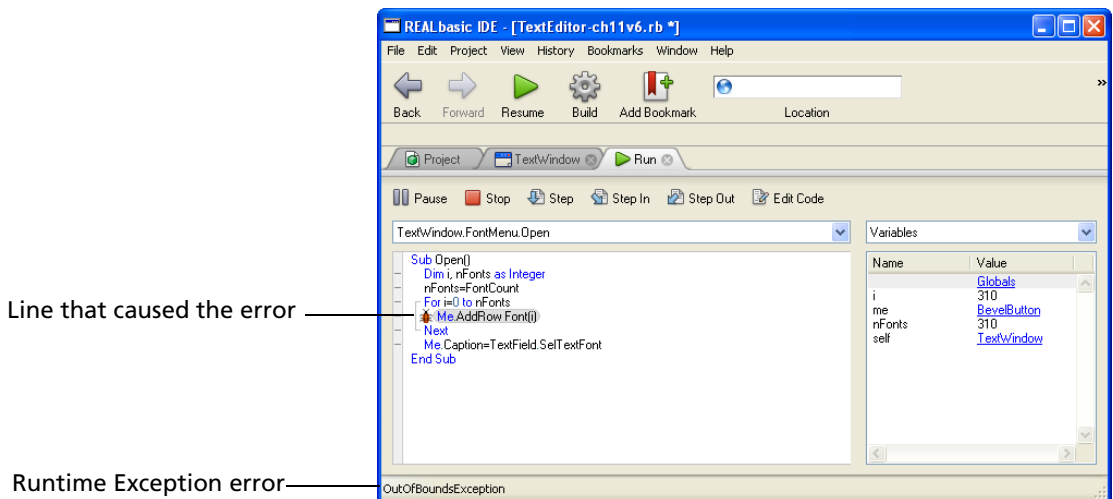 REALbasic IDE - [TextEditor-ch11v6.rb *]
File Edit Project View History Bookmarks Window Help
»
Back Forward Resume Build Add Bookmark Location
Project TextWindow Run
Pause Stop Step Step In Step Out Edit Code
TextWindow.FontMenu.Open Variables
Name Value
Globals
i 310
me BevelButton
nFonts 310
self TextWindow
Sub Open()
Dim i, nFonts as Integer
nFonts=FontCount
For i=0 to nFonts
Line that caused the error
Me.AddRow Font(i)
Next
Me.Caption=TextField.SelTextFont
End Sub
Runtime Exception error
OutOfBoundsException